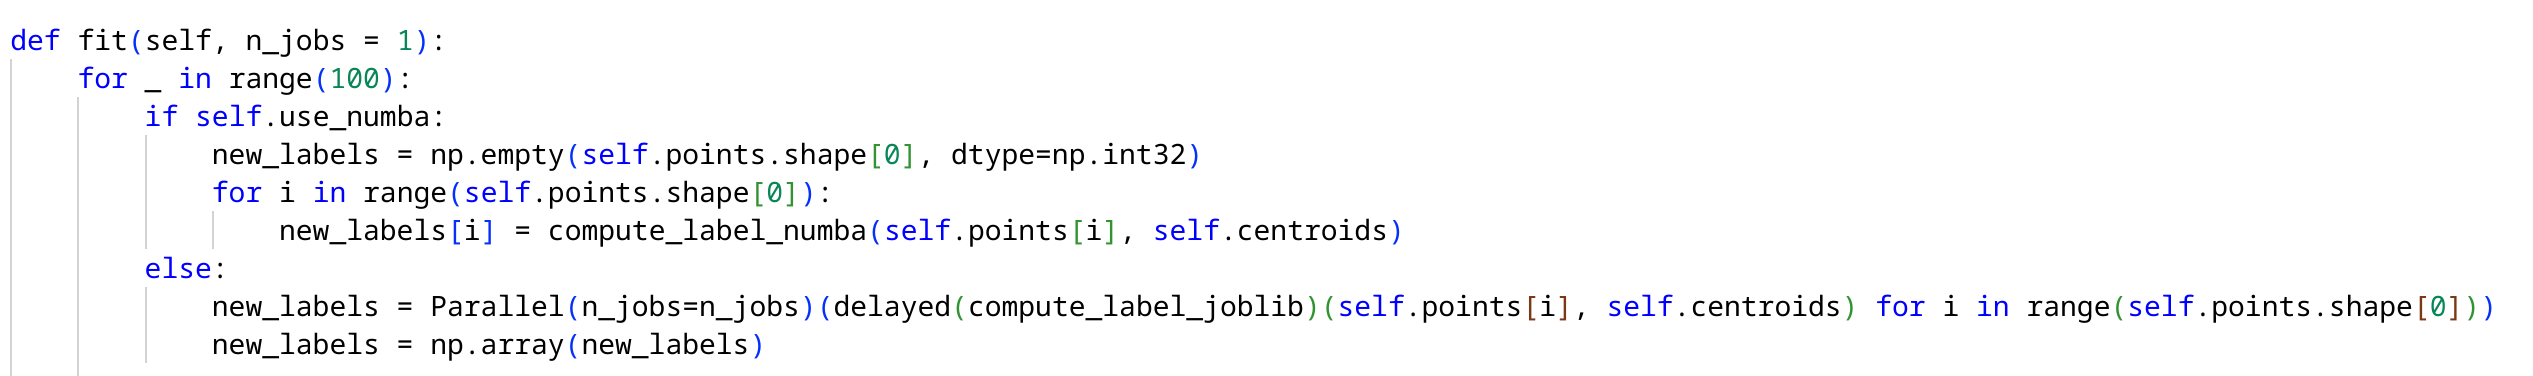 def fit(self, n_jobs = 1):
    for _ in range(100):
        if self.use_numba:
            new_labels = np.empty(self.points.shape[0], dtype=np.int32)
            for i in range(self.points.shape[0]):
                new_labels[i] = compute_label_numba(self.points[i], self.centroids)
        else:
            new_labels = Parallel(n_jobs=n_jobs)(delayed(compute_label_joblib)(self.points[i], self.centroids) for i in range(self.points.shape[0]))
            new_labels = np.array(new_labels)